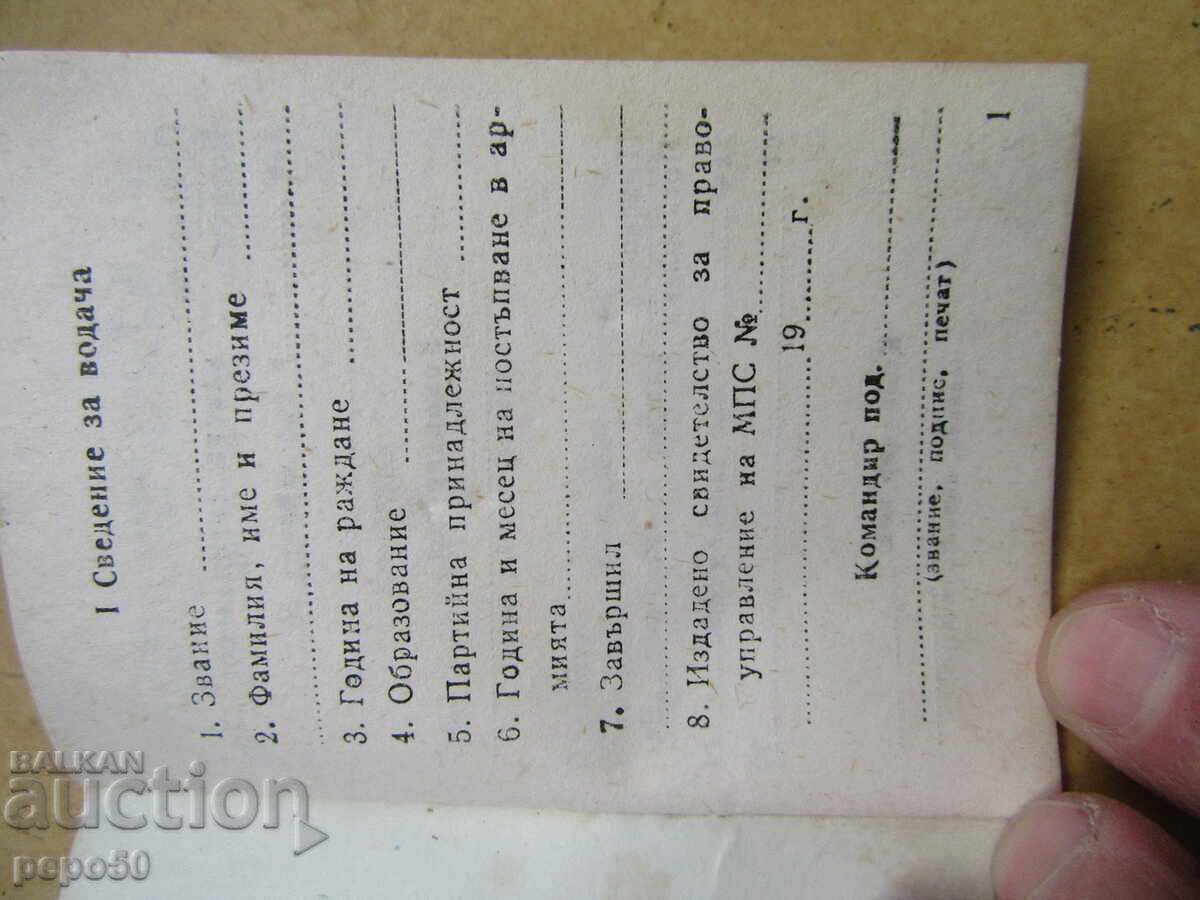 I Сведение за водача
1. Звание ..............................
2. Фамилия, име и презиме ..........
..............................
3. Година на раждане ....................
4. Образование ------------------------------
5. Партийна принадлежност ..........
6. Година и месец на постъпване в ар-
мията..............................
7. Завършил ------------------------------
..............................
8. Издадено свидетелство за право-
управление на МПС №..........
....................19......г.
Командир под. ....................
..............................
(звание, подпис, печат)
1
BALKAN
auction
pepo50